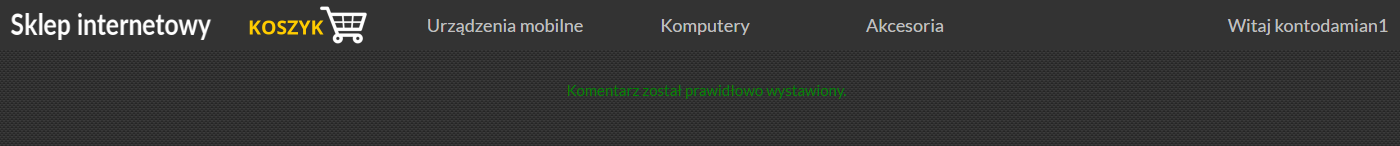 Sklep internetowy KOSZYK Urządzenia mobilne Komputery Akcesoria Witaj kontodamian1
Komentarz został prawidłowo wystawiony.